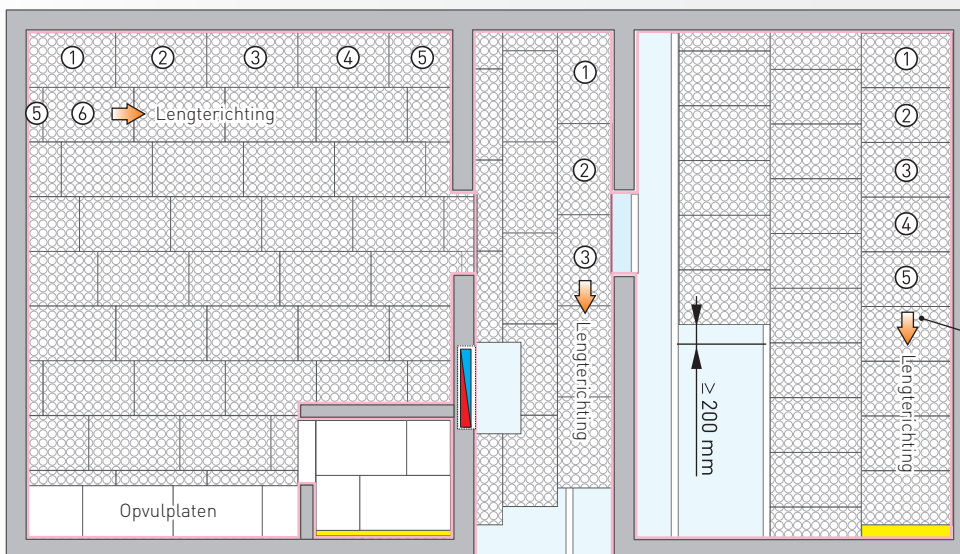 ① ② ③ ④ ⑤
⑤ ⑥ Lengterichting
Opvulplaten
①
②
③
Lengterichting
≥ 200 mm
①
②
③
④
⑤
Lengterichting